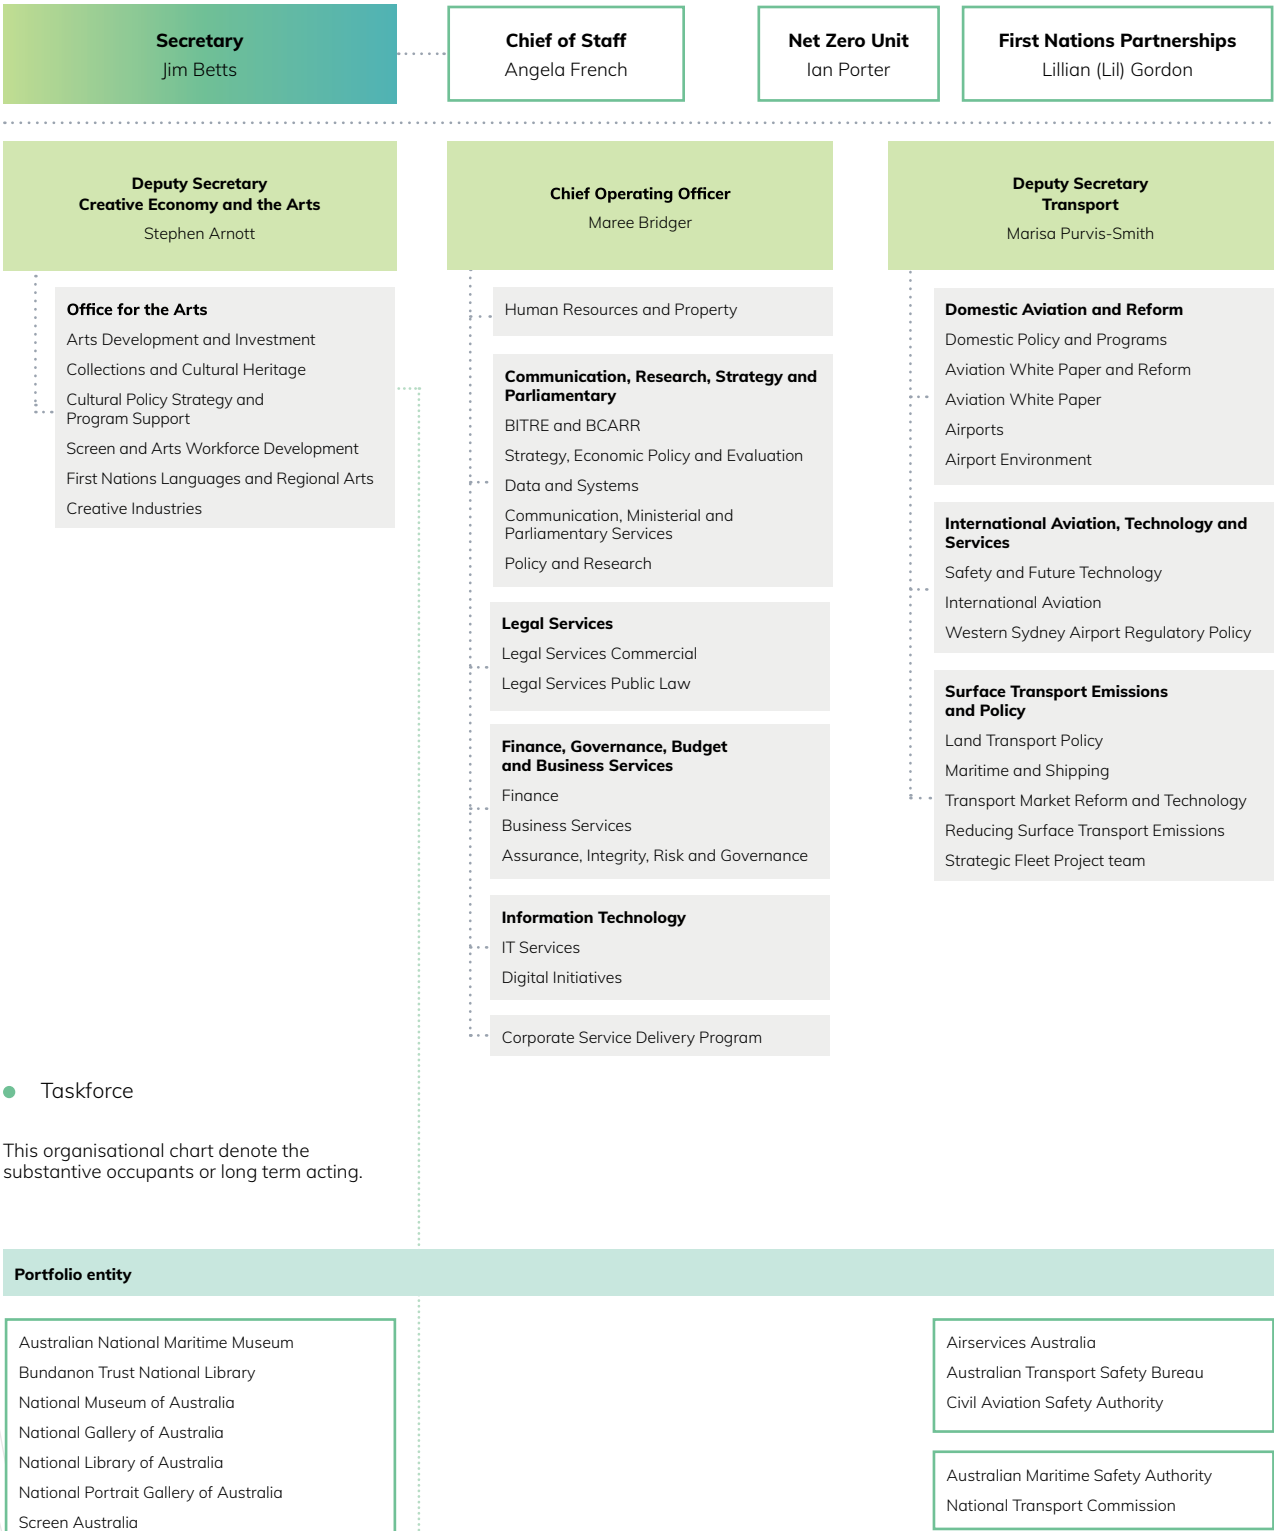 Secretary
Jim Betts
Chief of Staff
Angela French
Net Zero Unit
Ian Porter
First Nations Partnerships
Lillian (Lil) Gordon
Deputy Secretary
Creative Economy and the Arts
Stephen Arnott
Office for the Arts
Arts Development and Investment
Collections and Cultural Heritage
Cultural Policy Strategy and
Program Support
Screen and Arts Workforce Development
First Nations Languages and Regional Arts
Creative Industries
Chief Operating Officer
Maree Bridger
Human Resources and Property
Communication, Research, Strategy and
Parliamentary
BITRE and BCARR
Strategy, Economic Policy and Evaluation
Data and Systems
Communication, Ministerial and
Parliamentary Services
Policy and Research
Legal Services
Legal Services Commercial
Legal Services Public Law
Finance, Governance, Budget
and Business Services
Finance
Business Services
Assurance, Integrity, Risk and Governance
Information Technology
IT Services
Digital Initiatives
Corporate Service Delivery Program
Deputy Secretary
Transport
Marisa Purvis-Smith
Domestic Aviation and Reform
Domestic Policy and Programs
Aviation White Paper and Reform
Aviation White Paper
Airports
Airport Environment
International Aviation, Technology and
Services
Safety and Future Technology
International Aviation
Western Sydney Airport Regulatory Policy
Surface Transport Emissions
and Policy
Land Transport Policy
Maritime and Shipping
Transport Market Reform and Technology
Reducing Surface Transport Emissions
Strategic Fleet Project team
Taskforce
This organisational chart denote the
substantive occupants or long term acting.
Portfolio entity
Australian National Maritime Museum
Bundanon Trust National Library
National Museum of Australia
National Gallery of Australia
National Library of Australia
National Portrait Gallery of Australia
Screen Australia
Airservices Australia
Australian Transport Safety Bureau
Civil Aviation Safety Authority
Australian Maritime Safety Authority
National Transport Commission